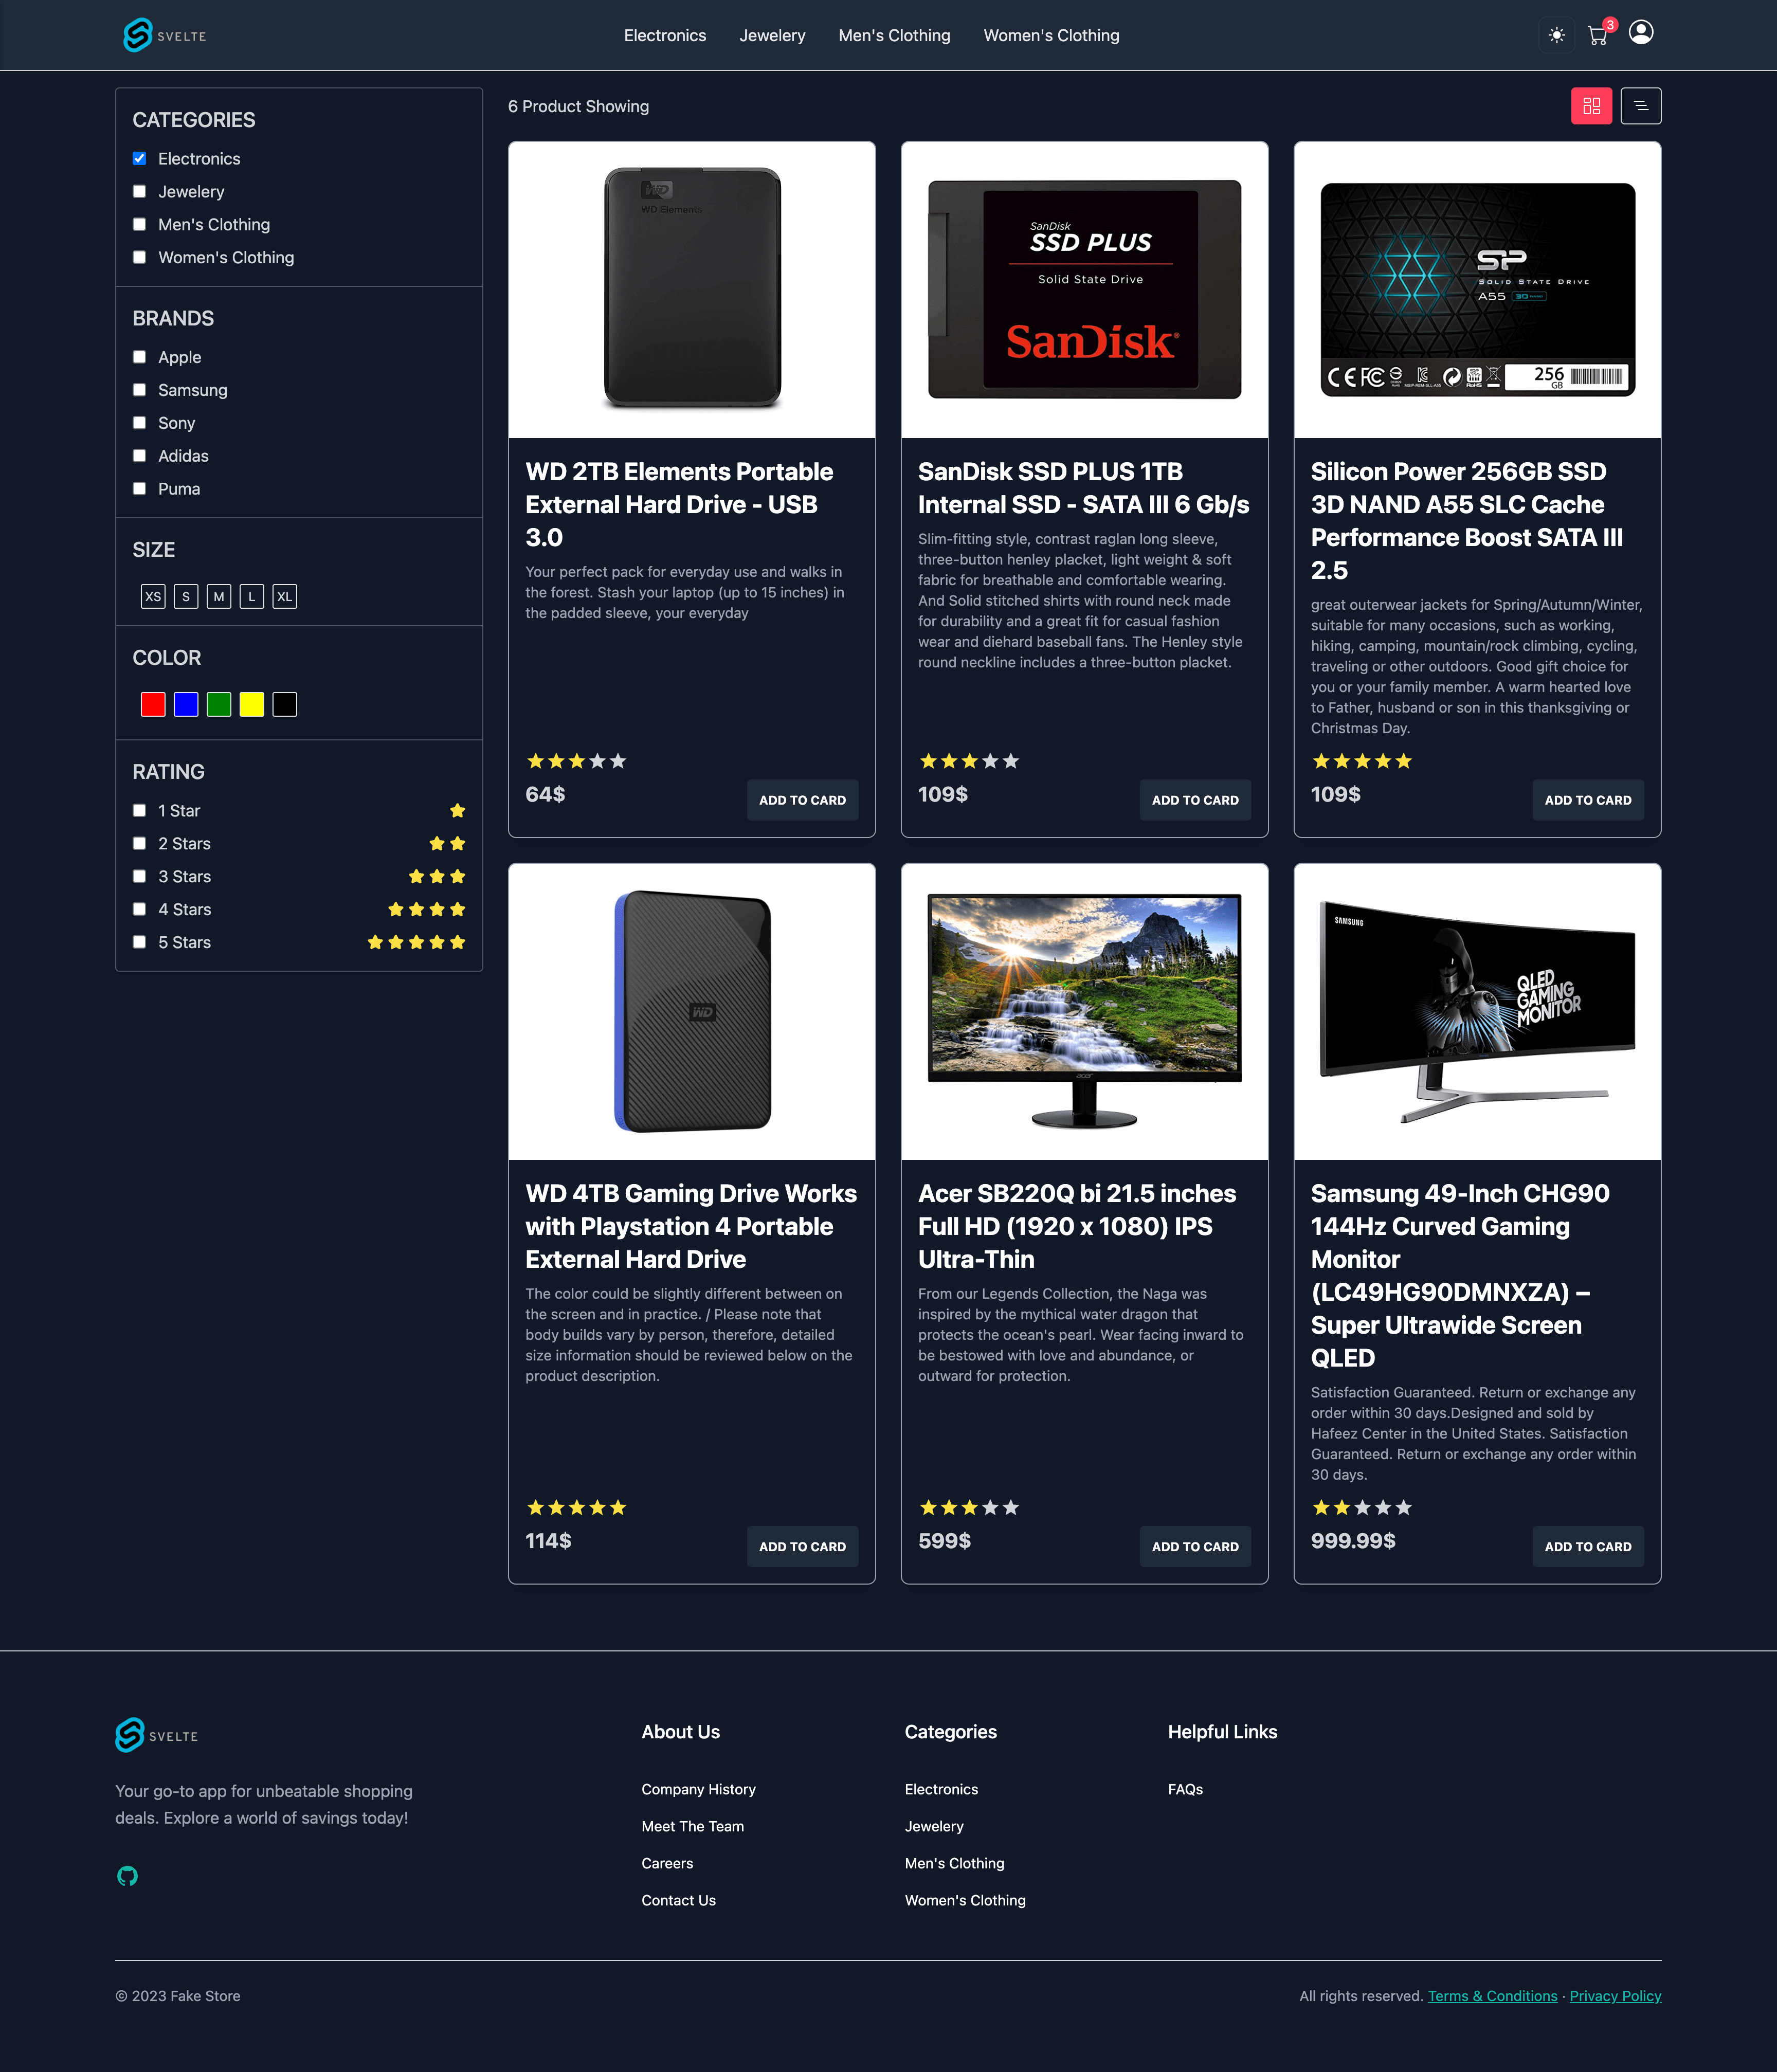 SVELTE
Electronics
Jewelery
Men's Clothing
Women's Clothing
3
CATEGORIES
Electronics
Jewelery
Men's Clothing
Women's Clothing
BRANDS
Apple
Samsung
Sony
Adidas
Puma
SIZE
XS S M L XL
COLOR
RATING
1 Star
2 Stars
3 Stars
4 Stars
5 Stars
6 Product Showing
WD
WD Elements
WD 2TB Elements Portable
External Hard Drive - USB
3.0
Your perfect pack for everyday use and walks in
the forest. Stash your laptop (up to 15 inches) in
the padded sleeve, your everyday
64$
ADD TO CARD
SanDisk
SSD PLUS
Solid State Drive
SanDisk®
SanDisk SSD PLUS 1TB
Internal SSD - SATA III 6 Gb/s
Slim-fitting style, contrast raglan long sleeve,
three-button henley placket, light weight & soft
fabric for breathable and comfortable wearing.
And Solid stitched shirts with round neck made
for durability and a great fit for casual fashion
wear and diehard baseball fans. The Henley style
round neckline includes a three-button placket.
109$
ADD TO CARD
SP
SOLID STATE DRIVE
A55 3D
CE FC
RoHS
256
GB
Silicon Power 256GB SSD
3D NAND A55 SLC Cache
Performance Boost SATA III
2.5
great outerwear jackets for Spring/Autumn/Winter,
suitable for many occasions, such as working,
hiking, camping, mountain/rock climbing, cycling,
traveling or other outdoors. Good gift choice for
you or your family member. A warm hearted love
to Father, husband or son in this thanksgiving or
Christmas Day.
109$
ADD TO CARD
WD
WD 4TB Gaming Drive Works
with Playstation 4 Portable
External Hard Drive
The color could be slightly different between on
the screen and in practice. / Please note that
body builds vary by person, therefore, detailed
size information should be reviewed below on the
product description.
114$
ADD TO CARD
acer
Acer SB220Q bi 21.5 inches
Full HD (1920 x 1080) IPS
Ultra-Thin
From our Legends Collection, the Naga was
inspired by the mythical water dragon that
protects the ocean's pearl. Wear facing inward to
be bestowed with love and abundance, or
outward for protection.
599$
ADD TO CARD
SAMSUNG
QLED
GAMING
MONITOR
Samsung 49-Inch CHG90
144Hz Curved Gaming
Monitor
(LC49HG90DMNXZA) –
Super Ultrawide Screen
QLED
Satisfaction Guaranteed. Return or exchange any
order within 30 days.Designed and sold by
Hafeez Center in the United States. Satisfaction
Guaranteed. Return or exchange any order within
30 days.
999.99$
ADD TO CARD
SVELTE
Your go-to app for unbeatable shopping
deals. Explore a world of savings today!
About Us
Company History
Meet The Team
Careers
Contact Us
Categories
Electronics
Jewelery
Men's Clothing
Women's Clothing
Helpful Links
FAQs
© 2023 Fake Store
All rights reserved. Terms & Conditions · Privacy Policy